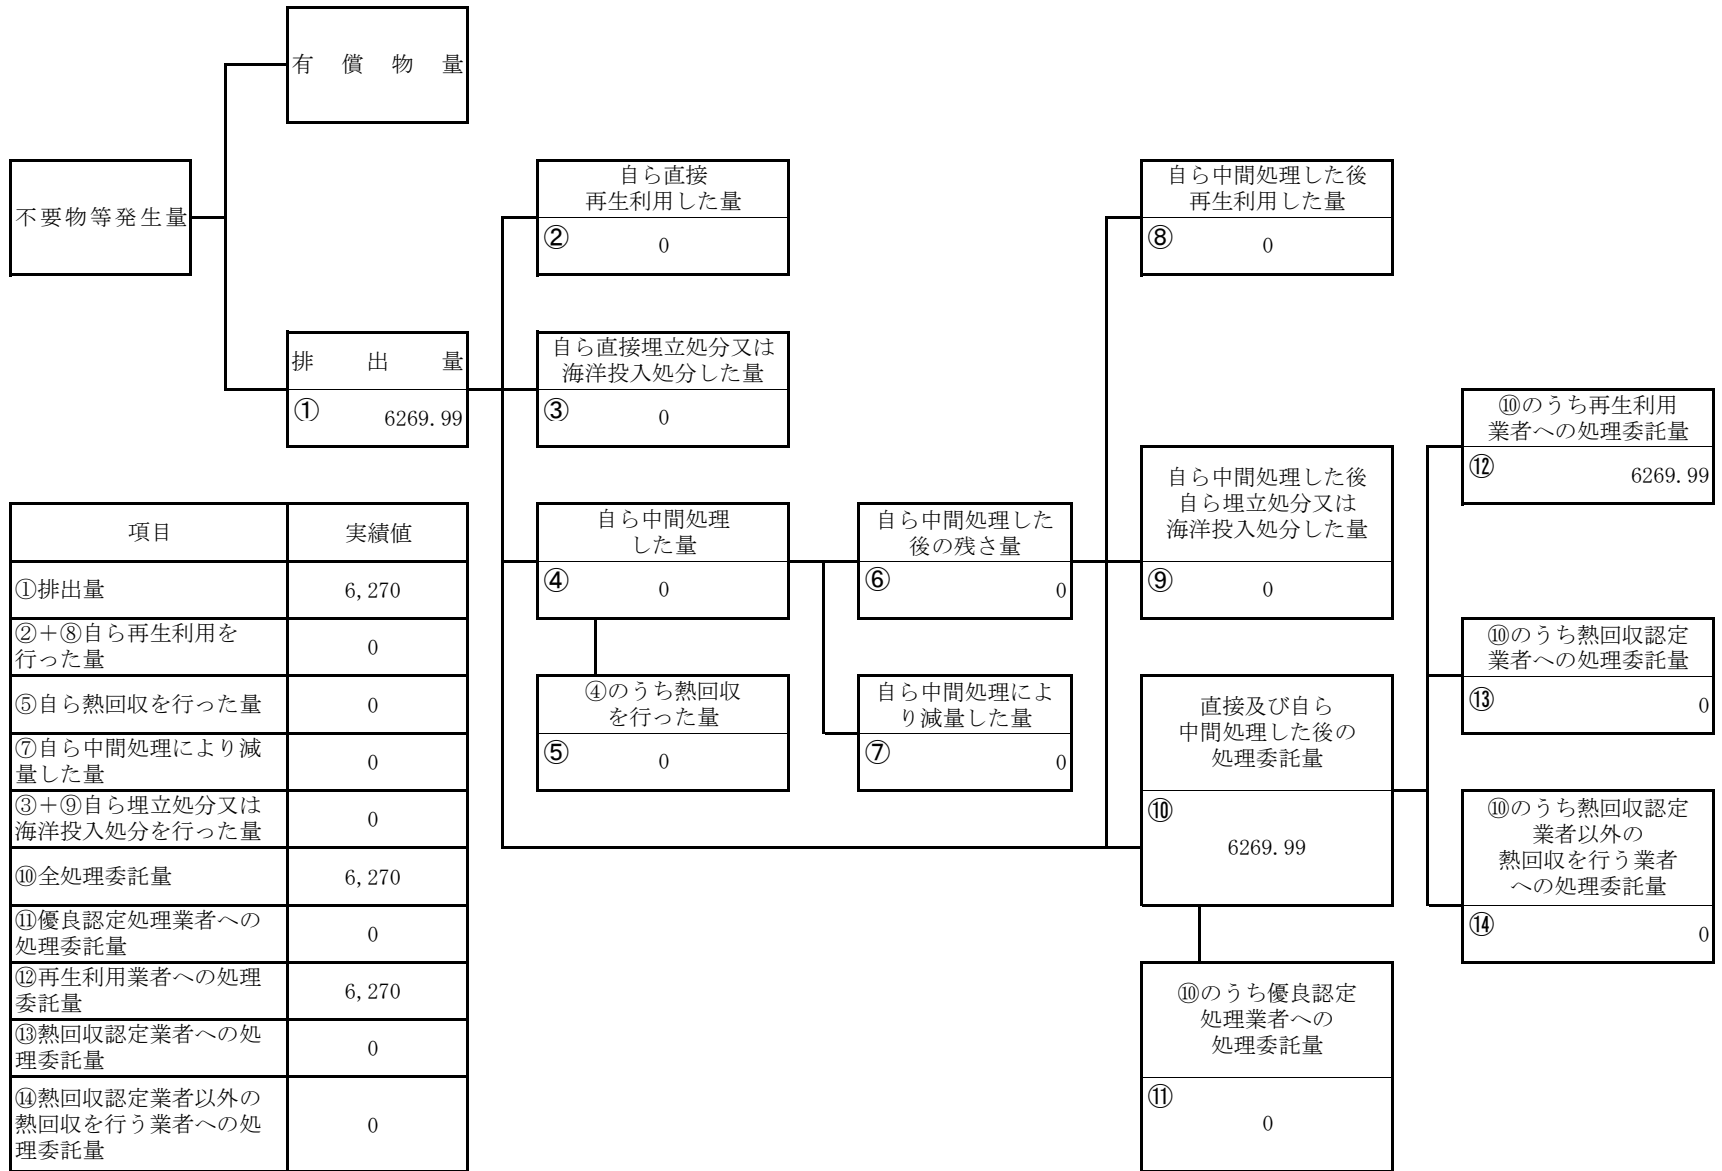 有償物量
不要物等発生量
排出量
① 6269.99
自ら直接
再生利用した量
② 0
自ら直接埋立処分又は
海洋投入処分した量
③ 0
自ら中間処理
した量
④ 0
④のうち熱回収
を行った量
⑤ 0
自ら中間処理した
後の残さ量
⑥ 0
自ら中間処理によ
り減量した量
⑦ 0
自ら中間処理した後
再生利用した量
⑧ 0
自ら中間処理した後
自ら埋立処分又は
海洋投入処分した量
⑨ 0
直接及び自ら
中間処理した後の
処理委託量
⑩
6269.99
⑩のうち優良認定
処理業者への
処理委託量
⑪
0
⑩のうち再生利用
業者への処理委託量
⑫ 6269.99
⑩のうち熱回収認定
業者への処理委託量
⑬ 0
⑩のうち熱回収認定
業者以外の
熱回収を行う業者
への処理委託量
⑭ 0
項目 実績値
①排出量 6,270
②+⑧自ら再生利用を
行った量 0
⑤自ら熱回収を行った量 0
⑦自ら中間処理により減
量した量 0
③+⑨自ら埋立処分又は
海洋投入処分を行った量 0
⑩全処理委託量 6,270
⑪優良認定処理業者への
処理委託量 0
⑫再生利用業者への処理
委託量 6,270
⑬熱回収認定業者への処
理委託量 0
⑭熱回収認定業者以外の
熱回収を行う業者への処
理委託量 0